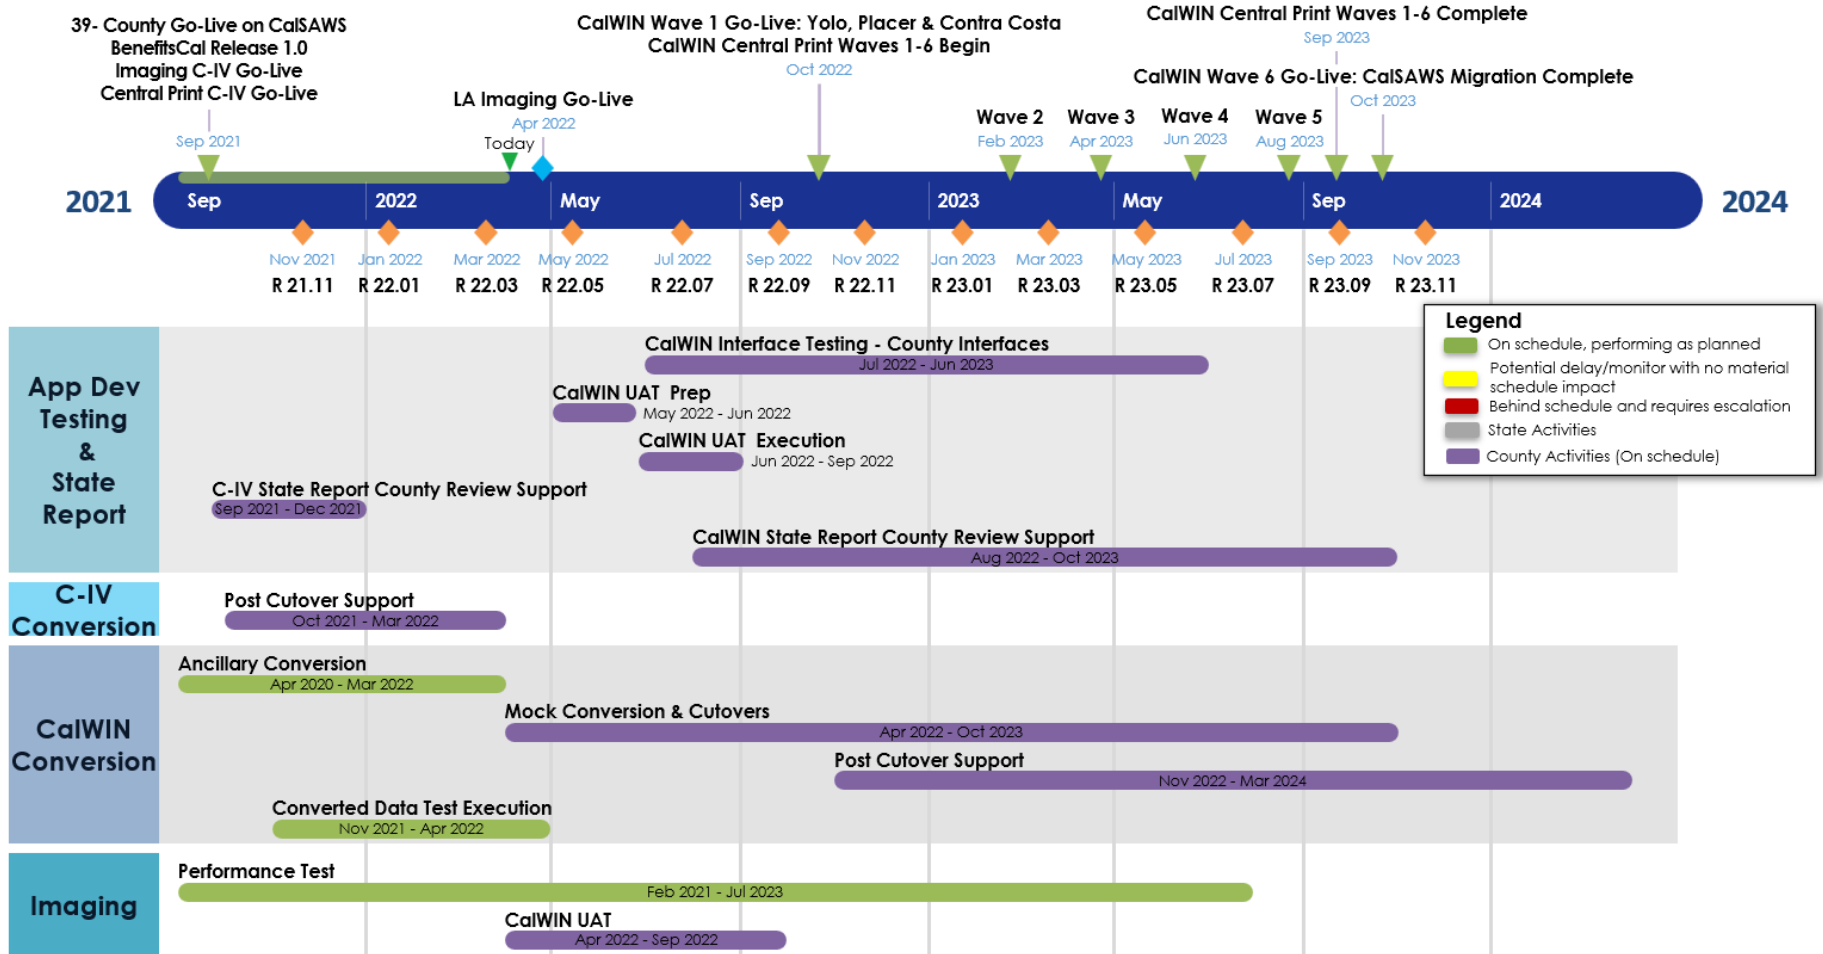 39- County Go-Live on CalSAWS
BenefitsCal Release 1.0
Imaging C-IV Go-Live
Central Print C-IV Go-Live
Sep 2021
LA Imaging Go-Live
Apr 2022
Today
CalWIN Wave 1 Go-Live: Yolo, Placer & Contra Costa
CalWIN Central Print Waves 1-6 Begin
Oct 2022
CalWIN Central Print Waves 1-6 Complete
Sep 2023
CalWIN Wave 6 Go-Live: CalSAWS Migration Complete
Oct 2023
Wave 2
Feb 2023
Wave 3
Apr 2023
Wave 4
Jun 2023
Wave 5
Aug 2023
2021
Sep
2022
May
Sep
2023
May
Sep
2024
2024
Nov 2021
Jan 2022
Mar 2022
May 2022
Jul 2022
Sep 2022
Nov 2022
Jan 2023
Mar 2023
May 2023
Jul 2023
Sep 2023
Nov 2023
R 21.11
R 22.01
R 22.03
R 22.05
R 22.07
R 22.09
R 22.11
R 23.01
R 23.03
R 23.05
R 23.07
R 23.09
R 23.11
Legend
On schedule, performing as planned
Potential delay/monitor with no material
schedule impact
Behind schedule and requires escalation
State Activities
County Activities (On schedule)
App Dev
Testing
&
State
Report
CalWIN Interface Testing - County Interfaces
Jul 2022 - Jun 2023
CalWIN UAT Prep
May 2022 - Jun 2022
CalWIN UAT Execution
Jun 2022 - Sep 2022
C-IV State Report County Review Support
Sep 2021 - Dec 2021
CalWIN State Report County Review Support
Aug 2022 - Oct 2023
C-IV
Conversion
Post Cutover Support
Oct 2021 - Mar 2022
CalWIN
Conversion
Ancillary Conversion
Apr 2020 - Mar 2022
Mock Conversion & Cutovers
Apr 2022 - Oct 2023
Post Cutover Support
Nov 2022 - Mar 2024
Converted Data Test Execution
Nov 2021 - Apr 2022
Imaging
Performance Test
Feb 2021 - Jul 2023
CalWIN UAT
Apr 2022 - Sep 2022